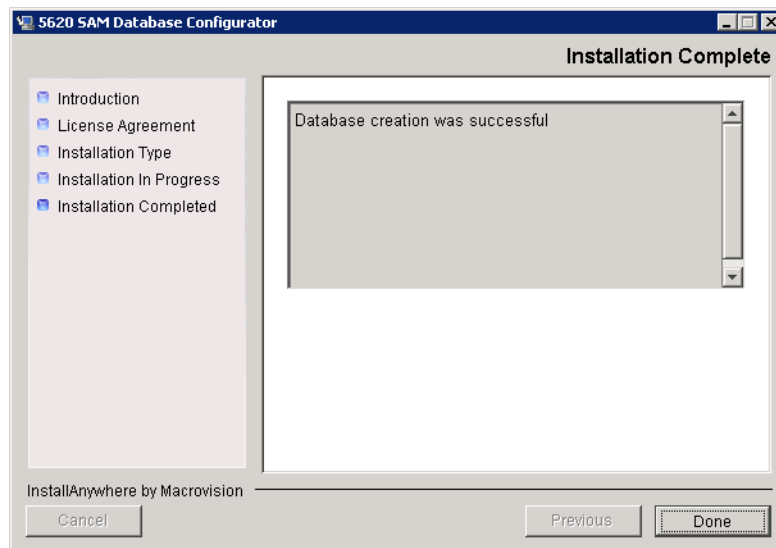 5620 SAM Database Configurator
Installation Complete
Introduction
License Agreement
Installation Type
Installation In Progress
Installation Completed
Database creation was successful
InstallAnywhere by Macrovision
Cancel
Previous
Done